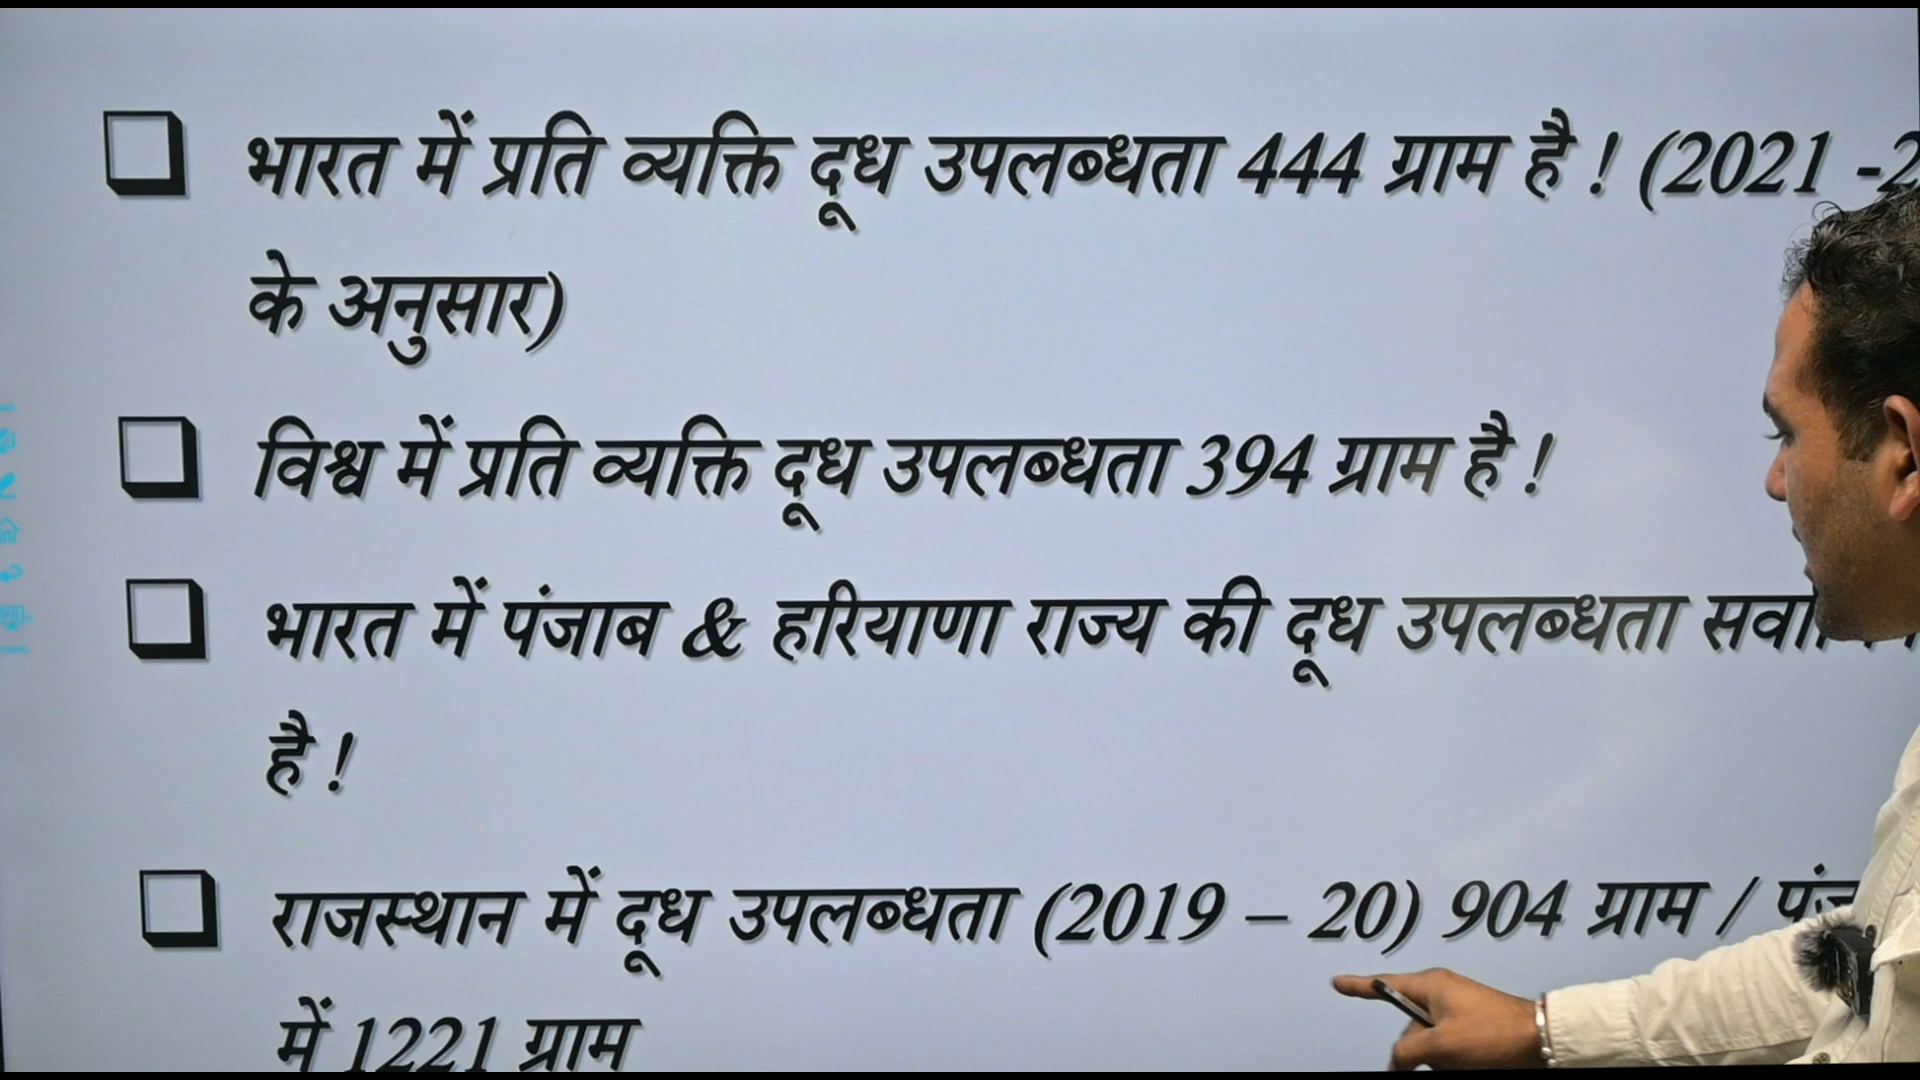 भारत में प्रति व्यक्ति दूध उपलब्धता 444 ग्राम है ! (2021 -2
के अनुसार)
विश्व में प्रति व्यक्ति दूध उपलब्धता 394 ग्राम है !
भारत में पंजाब & हरियाणा राज्य की दूध उपलब्धता
है !
राजस्थान में दूध उपलब्धता (2019 – 20) 904 ग्राम /
में 1221 ग्राम